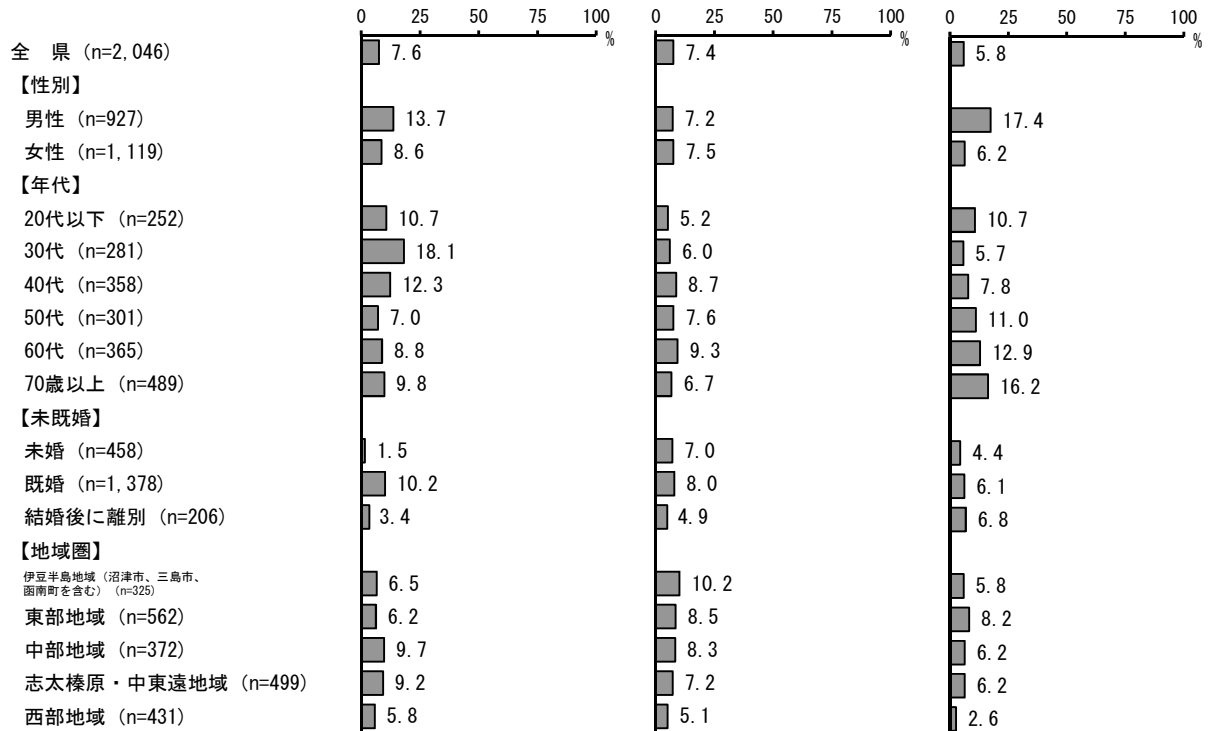 0 25 50 75 100 0 25 50 75 100 0 25 50 75 100
% % %
全　県 (n=2,046) 7.6 7.4 5.8
【性別】
男性 (n=927) 13.7 7.2 17.4
女性 (n=1,119) 8.6 7.5 6.2
【年代】
20代以下 (n=252) 10.7 5.2 10.7
30代 (n=281) 18.1 6.0 5.7
40代 (n=358) 12.3 8.7 7.8
50代 (n=301) 7.0 7.6 11.0
60代 (n=365) 8.8 9.3 12.9
70歳以上 (n=489) 9.8 6.7 16.2
【未既婚】
未婚 (n=458) 1.5 7.0 4.4
既婚 (n=1,378) 10.2 8.0 6.1
結婚後に離別 (n=206) 3.4 4.9 6.8
【地域圏】
伊豆半島地域（沼津市、三島市、
函南町を含む） (n=325) 6.5 10.2 5.8
東部地域 (n=562) 6.2 8.5 8.2
中部地域 (n=372) 9.7 8.3 6.2
志太榛原・中東遠地域 (n=499) 9.2 7.2 6.2
西部地域 (n=431) 5.8 5.1 2.6